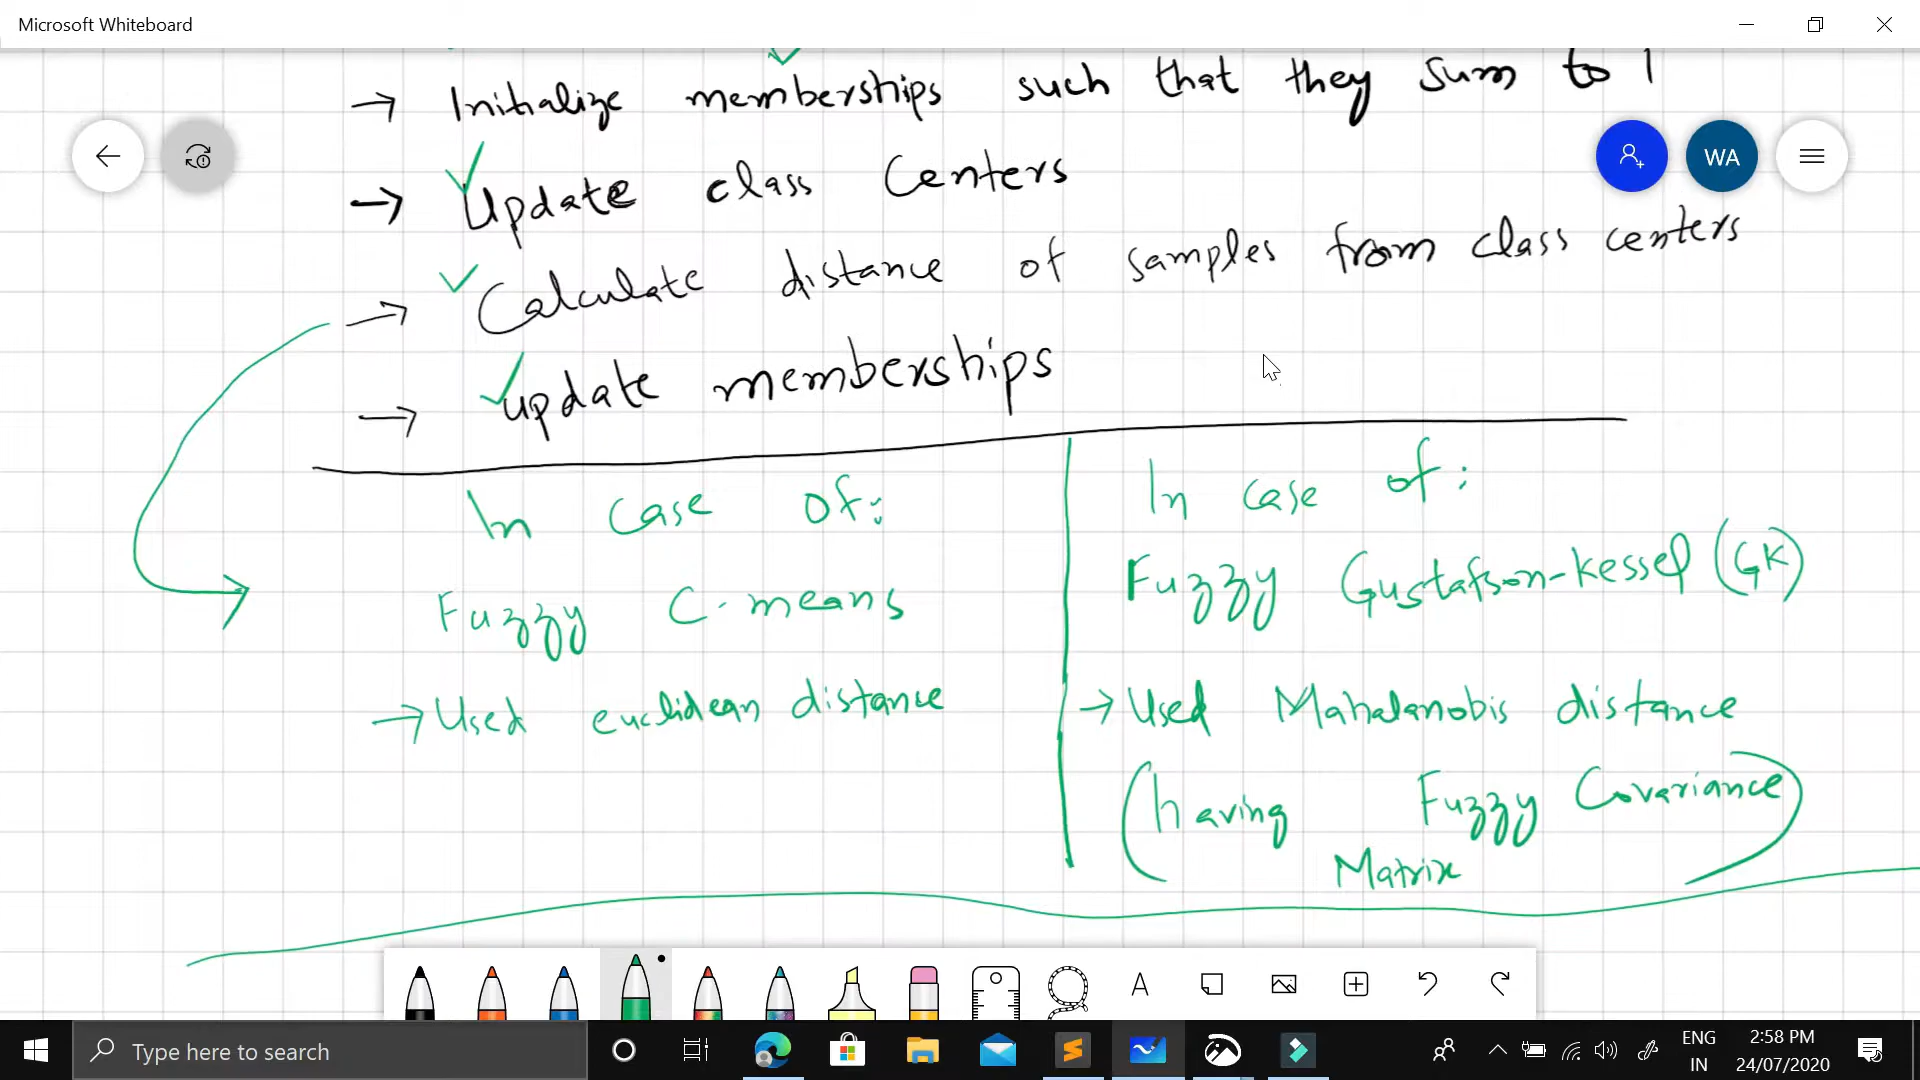 Microsoft Whiteboard
→ Initialize memberships such that they sum to 1
→ Update class Centers
→ Calculate distance of samples from class centers
→ update memberships
WA
In case of:
Fuzzy C-means
→ Used euclidean distance
In case of:
Fuzzy Gustafson-kessel (GK)
→ Used Mahalanobis distance
(having Fuzzy Covariance
Matrix)
A
Type here to search
ENG
IN
2:58 PM
24/07/2020